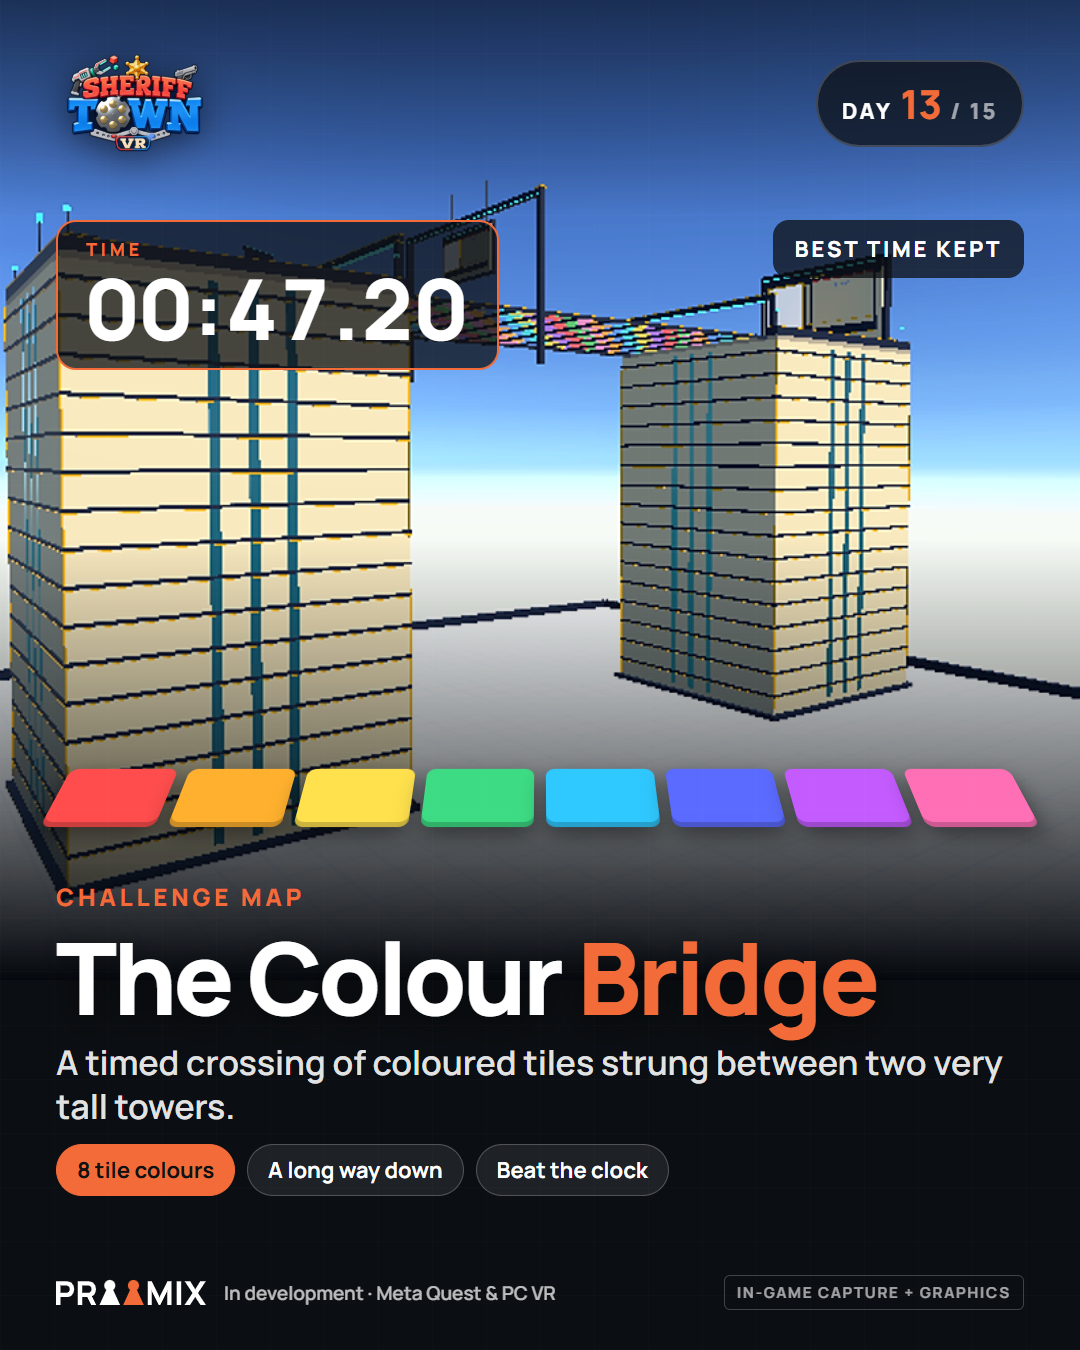 SHERIFF
TOWN
VR
DAY 13 / 15
TIME
00:47.20
BEST TIME KEPT
CHALLENGE MAP
The Colour Bridge
A timed crossing of coloured tiles strung between two very
tall towers.
8 tile colours
A long way down
Beat the clock
PRAAMIX
In development · Meta Quest & PC VR
IN-GAME CAPTURE + GRAPHICS